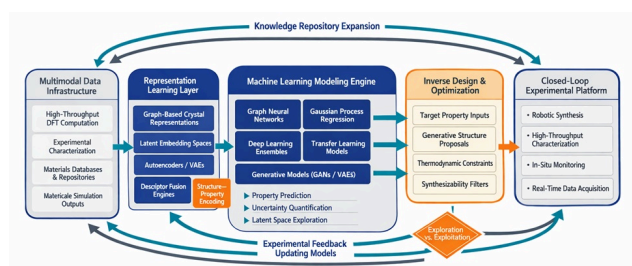 Knowledge Repository Expansion
Multimodal Data
Infrastructure
High-Throughput
DFT Computation
Experimental
Characterization
Materials Databases
& Repositories
Matericale Simulation
Outputs
Representation
Learning Layer
Graph-Based Crystal
Representations
Latent Embedding Spaces
Autoencoders / VAEs
Descriptor Fusion
Engines
Structure—
Property
Encoding
Machine Learning Modeling Engine
Graph Neural
Networks
Gaussian Process
Regression
Deep Learning
Ensembles
Transfer Learning
Models
Generative Models (GANs / VAEs)
Property Prediction
Uncertainty Quantification
Latent Space Exploration
Inverse Design &
Optimization
Target Property Inputs
Generative Structure
Proposals
Thermodynamic Constraints
Synthesizability Filters
Closed-Loop
Experimental Platform
• Robotic Synthesis
• High-Throughput
Characterization
• In-Situ Monitoring
• Real-Time Data Acquisition
Exploration
vs. Exploitation
Experimental Feedback
Updating Models